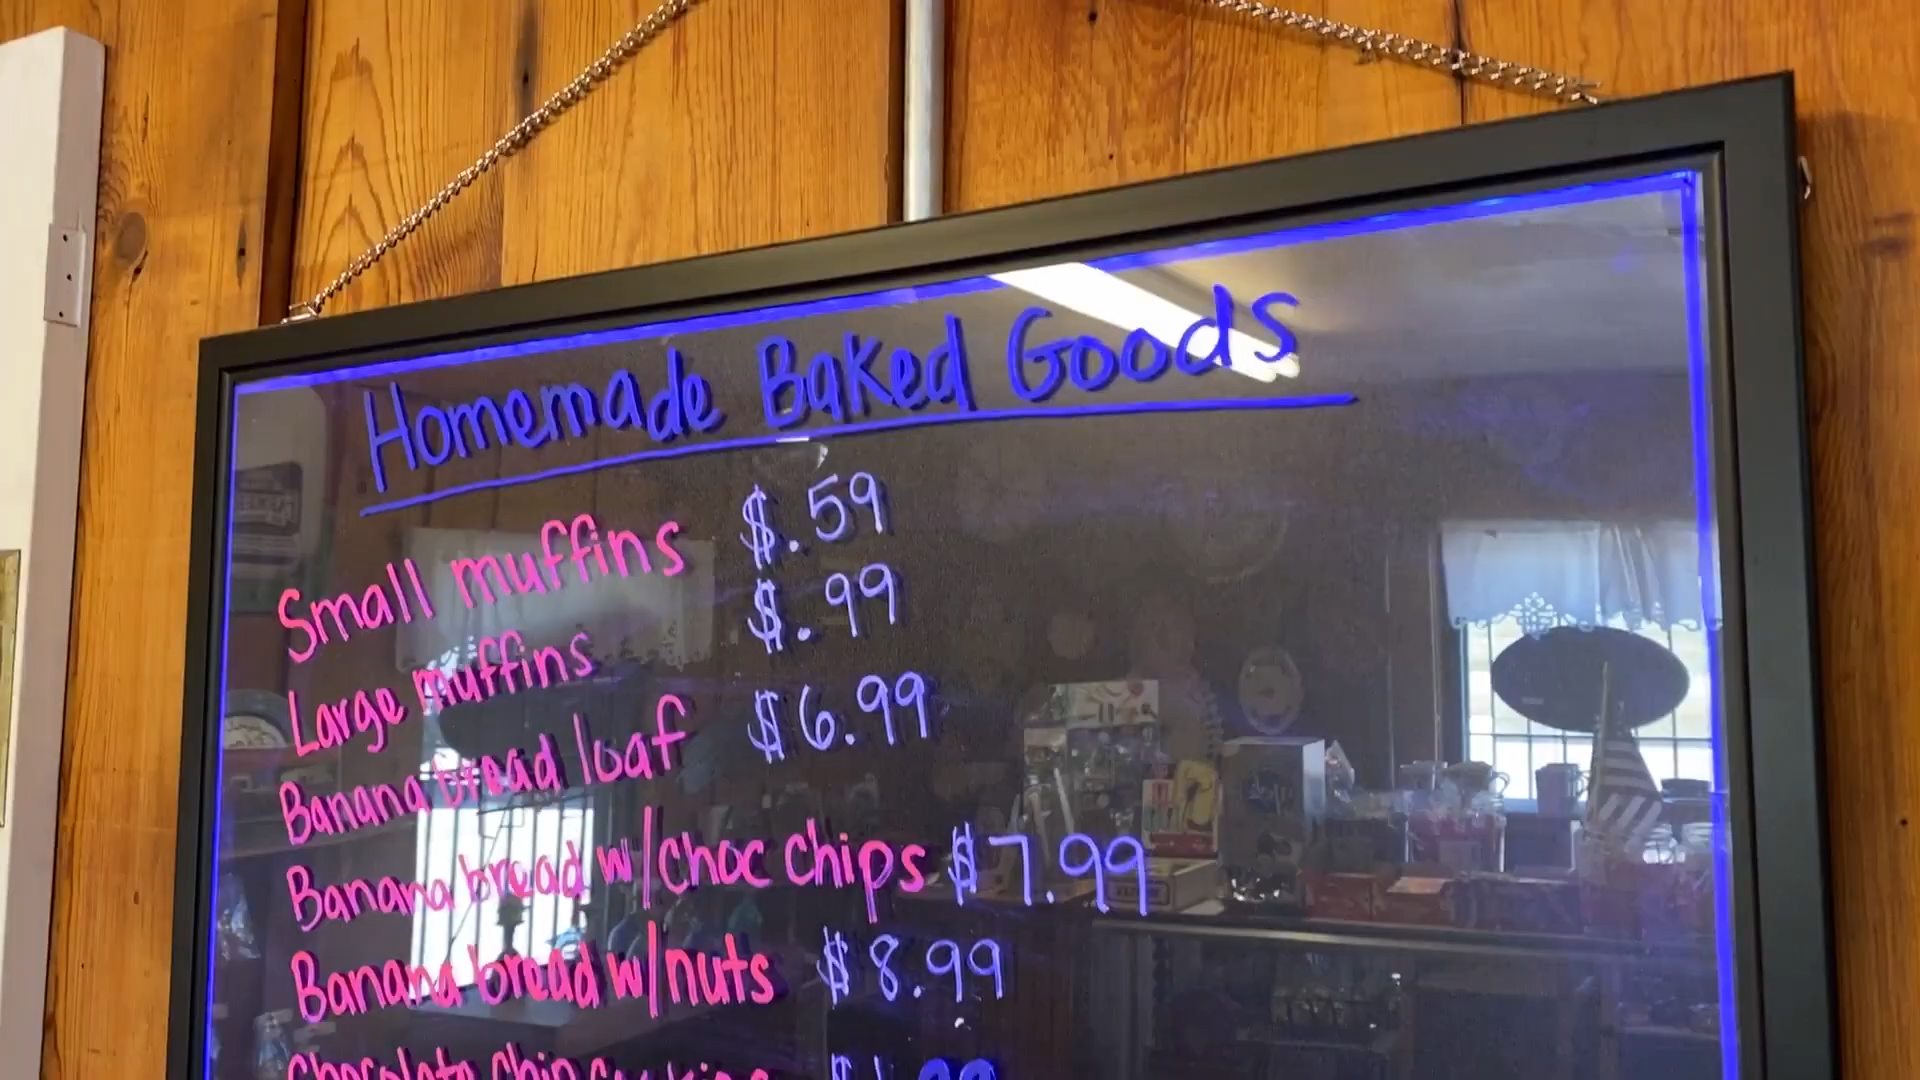 Homemade Baked Goods
Small muffins $.59
Large muffins $.99
Banana bread loaf $6.99
Banana bread w/choc chips $7.99
Banana bread w/nuts $8.99
Chocolate chip cookies